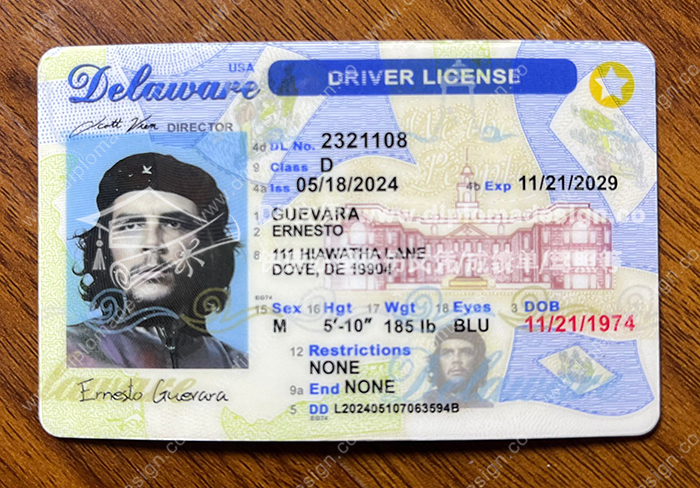 USA
Delaware
DRIVER LICENSE
DIRECTOR
4d DL No. 2321108
9 Class D
4a Iss 05/18/2024 4b Exp 11/21/2029
1 GUEVARA
2 ERNESTO
8 111 HIAWATHA LANE
DOVE, DE 19904
www.diplomadesign.co
15 Sex 16 Hgt 17 Wgt 18 Eyes 3 DOB
M 5'-10" 185 lb BLU 11/21/1974
12 Restrictions
NONE
9a End NONE
5 DD L202405107063594B
Ernesto Guevara
Delaware